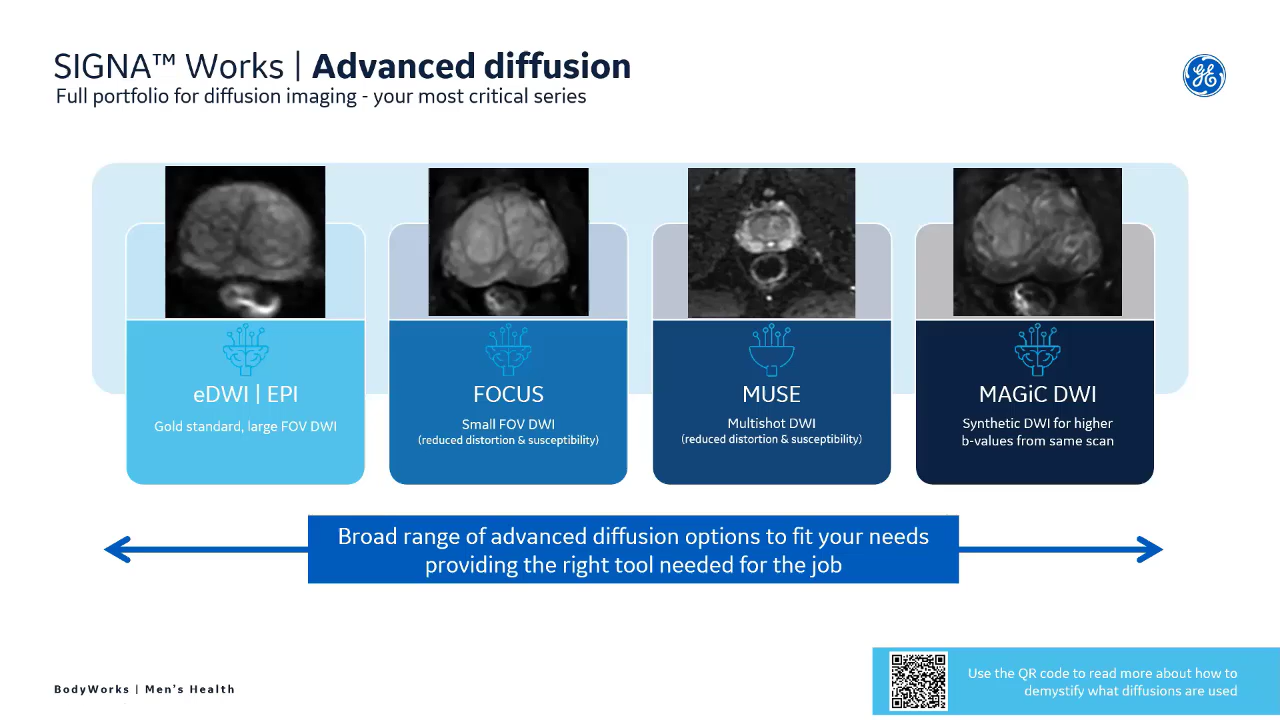 SIGNA™ Works | Advanced diffusion
Full portfolio for diffusion imaging - your most critical series
eDWI | EPI
Gold standard, large FOV DWI
FOCUS
Small FOV DWI
(reduced distortion & susceptibility)
MUSE
Multishot DWI
(reduced distortion & susceptibility)
MAGiC DWI
Synthetic DWI for higher
b-values from same scan
Broad range of advanced diffusion options to fit your needs
providing the right tool needed for the job
BodyWorks | Men's Health
Use the QR code to read more about how to
demystify what diffusions are used